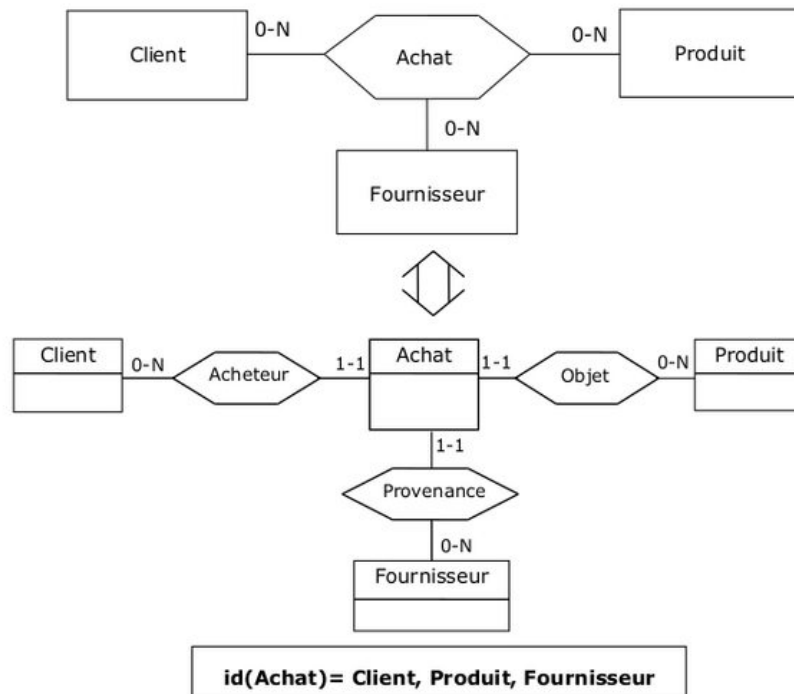 0-N
0-N
Client
Achat
Produit
0-N
Fournisseur
Client
Achat
Produit
0-N
1-1
1-1
0-N
Acheteur
Objet
1-1
Provenance
0-N
Fournisseur
id(Achat)= Client, Produit, Fournisseur